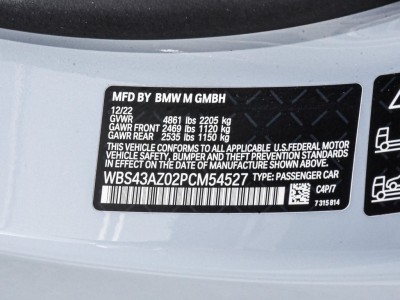 MFD BY BMW M GMBH
12/22
GVWR 4861 lbs 2205 kg
GAWR FRONT 2469 lbs 1120 kg
GAWR REAR 2535 lbs 1150 kg
THIS VEHICLE CONFORMS TO ALL APPLICABLE
U.S.FEDERAL MOTOR
VEHICLE SAFETY, BUMPER, AND
THEFT PREVENTION STANDARDS
IN EFFECT ON THE DATE OF
MANUFACTURE SHOWN ABOVE.
WBS43AZ02PCM54527 TYPE: PASSENGER CAR
C4P/7
7 315 814